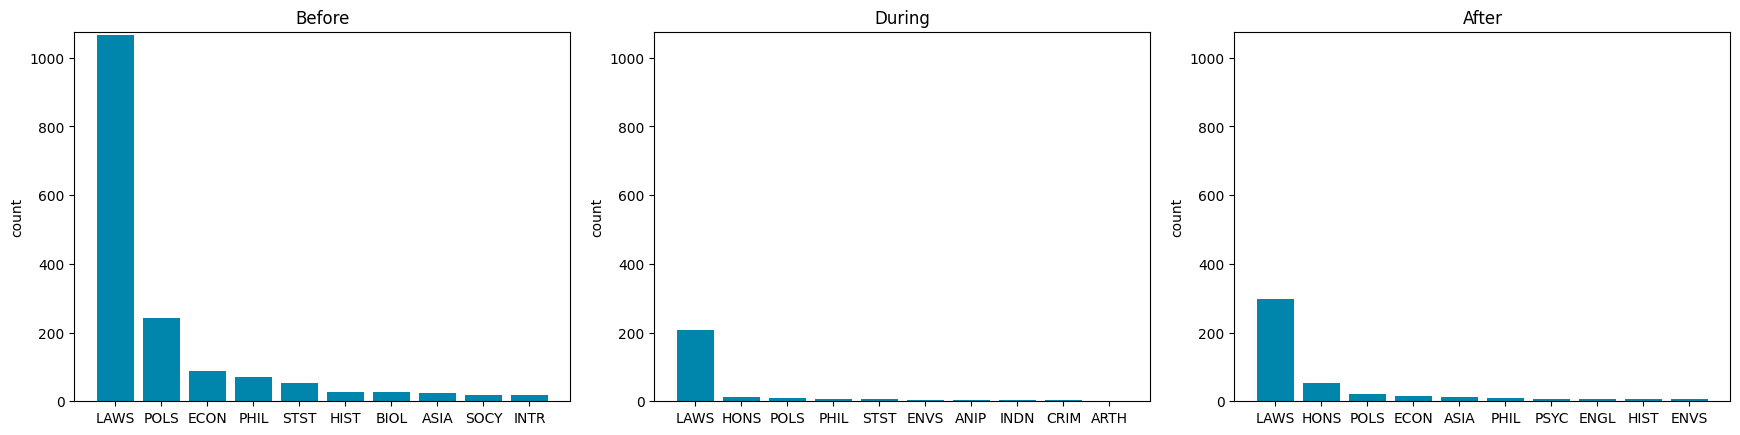 Before
1000
800
600
400
200
0
count
LAWS POLS ECON PHIL STST HIST BIOL ASIA SOCY INTR
During
1000
800
600
400
200
0
count
LAWS HONS POLS PHIL STST ENVS ANIP INDN CRIM ARTH
After
1000
800
600
400
200
0
count
LAWS HONS POLS ECON ASIA PHIL PSYC ENGL HIST ENVS